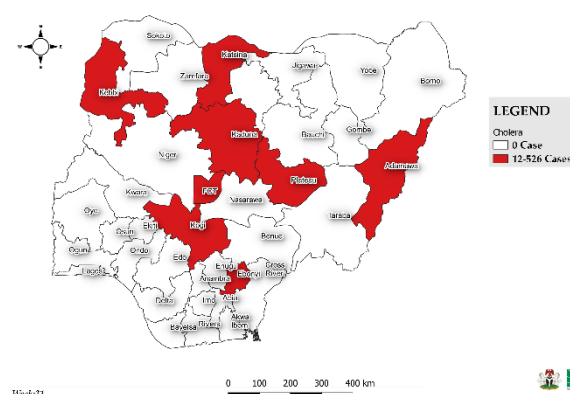 Sokoto
Katsina
Jigawa
Yobe
Borno
Zamfara
Kebbi
Kaduna
Bauchi
Gombe
Adamawa
Niger
Plateau
FCT
Nasarawa
Kwara
Taraba
Oyo
Kogi
Benue
Osun
Ekiti
Ogun
Ondo
Edo
Enugu
Ebonyi
Cross
River
Lagos
Anambra
Abia
Delta
Imo
Akwa
Ibom
Bayelsa
Rivers
LEGEND
Cholera
0 Case
12-526 Cases
0 100 200 300 400 km